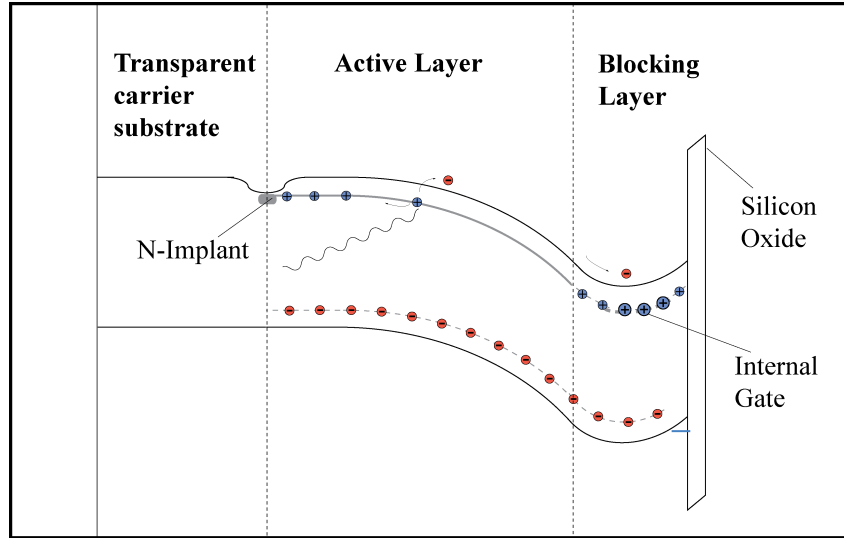 Transparent
carrier
substrate
Active Layer
Blocking
Layer
N-Implant
Silicon
Oxide
Internal
Gate